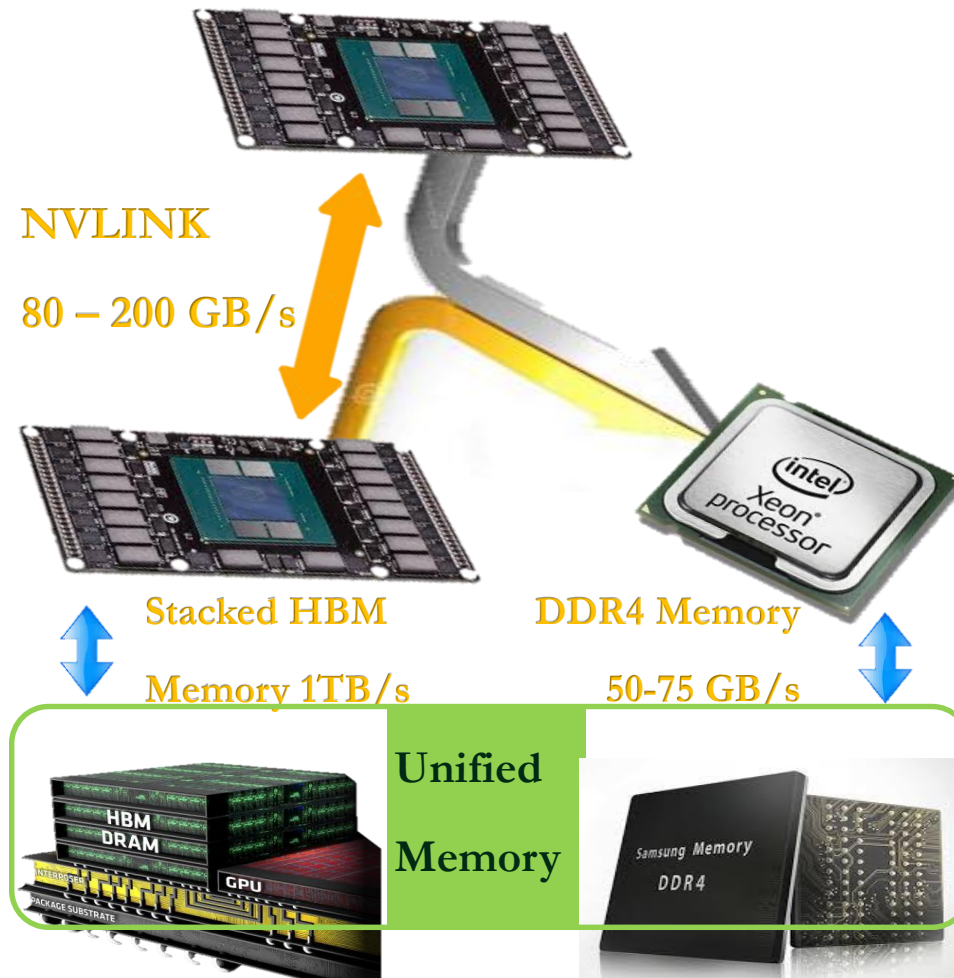 NVLINK
80 – 200 GB/s
intel
Xeon®
processor
Stacked HBM
Memory 1TB/s
DDR4 Memory
50-75 GB/s
Unified
Memory
HBM
DRAM
GPU
INTERPOSER
PACKAGE SUBSTRATE
Samsung Memory
DDR4